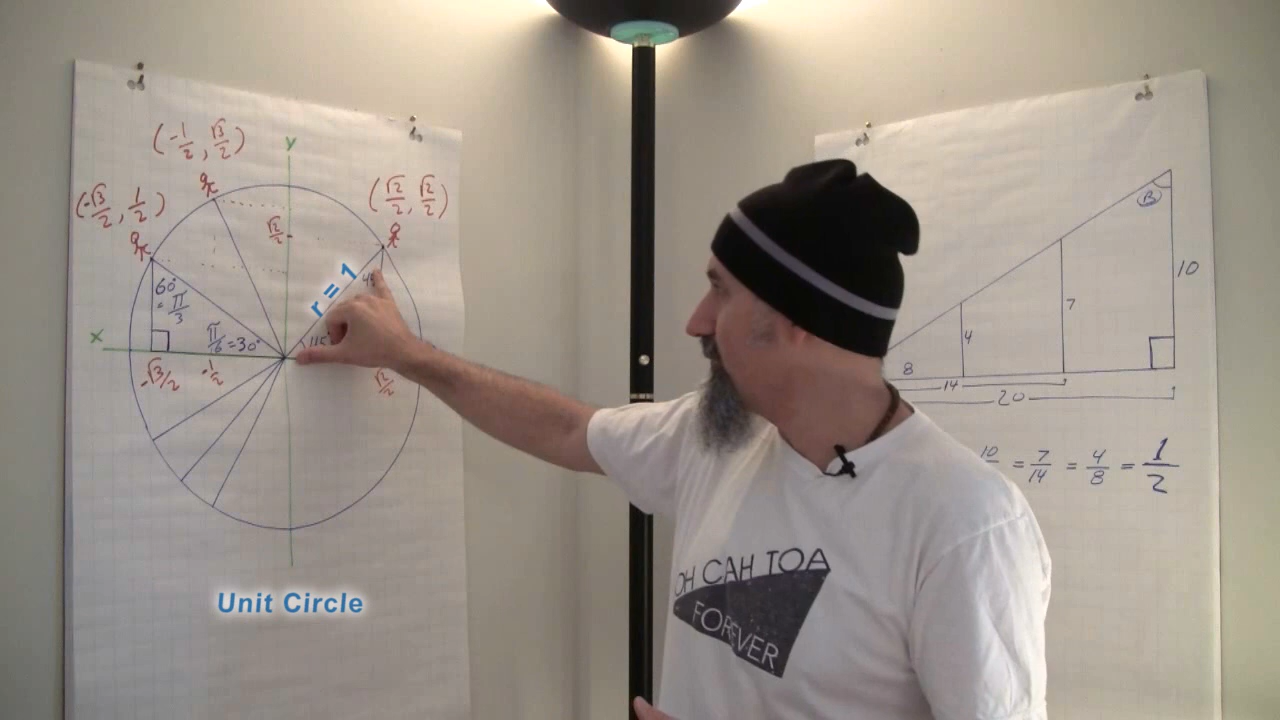 (-1/2, √3/2)
y
(-√3/2, 1/2)
(√2/2, √2/2)
√2/2
r = 1
60°
= π/3
π/6 = 30°
x
-√3/2
-1/2
√2/2
Unit Circle
B
10
7
4
8
14
20
10/ = 7/14 = 4/8 = 1/2
OH CAH TOA
FOREVER